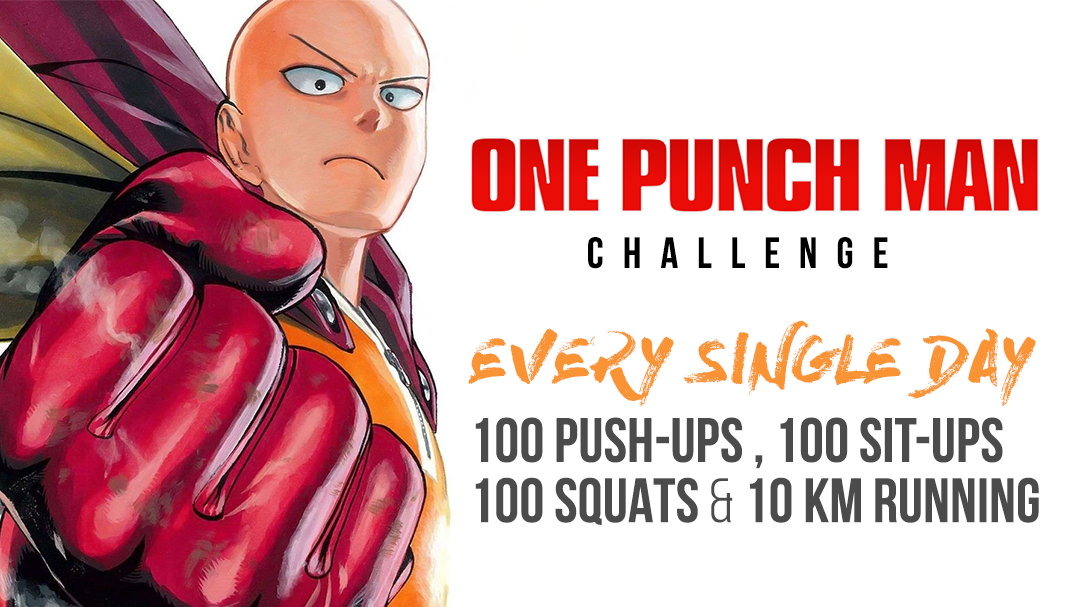 ONE PUNCH MAN
CHALLENGE
EVERY SINGLE DAY
100 PUSH-UPS , 100 SIT-UPS
100 SQUATS & 10 KM RUNNING